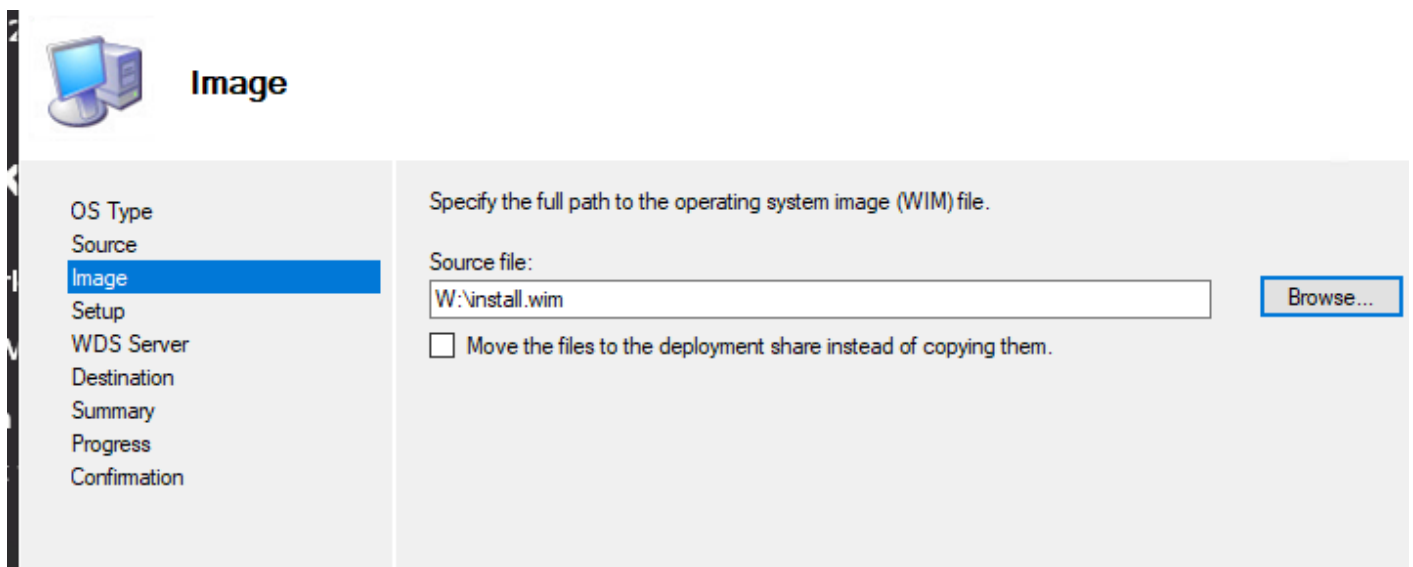 Image
OS Type
Source
Image
Setup
WDS Server
Destination
Summary
Progress
Confirmation
Specify the full path to the operating system image (WIM) file.
Source file:
W:\install.wim
Browse...
Move the files to the deployment share instead of copying them.